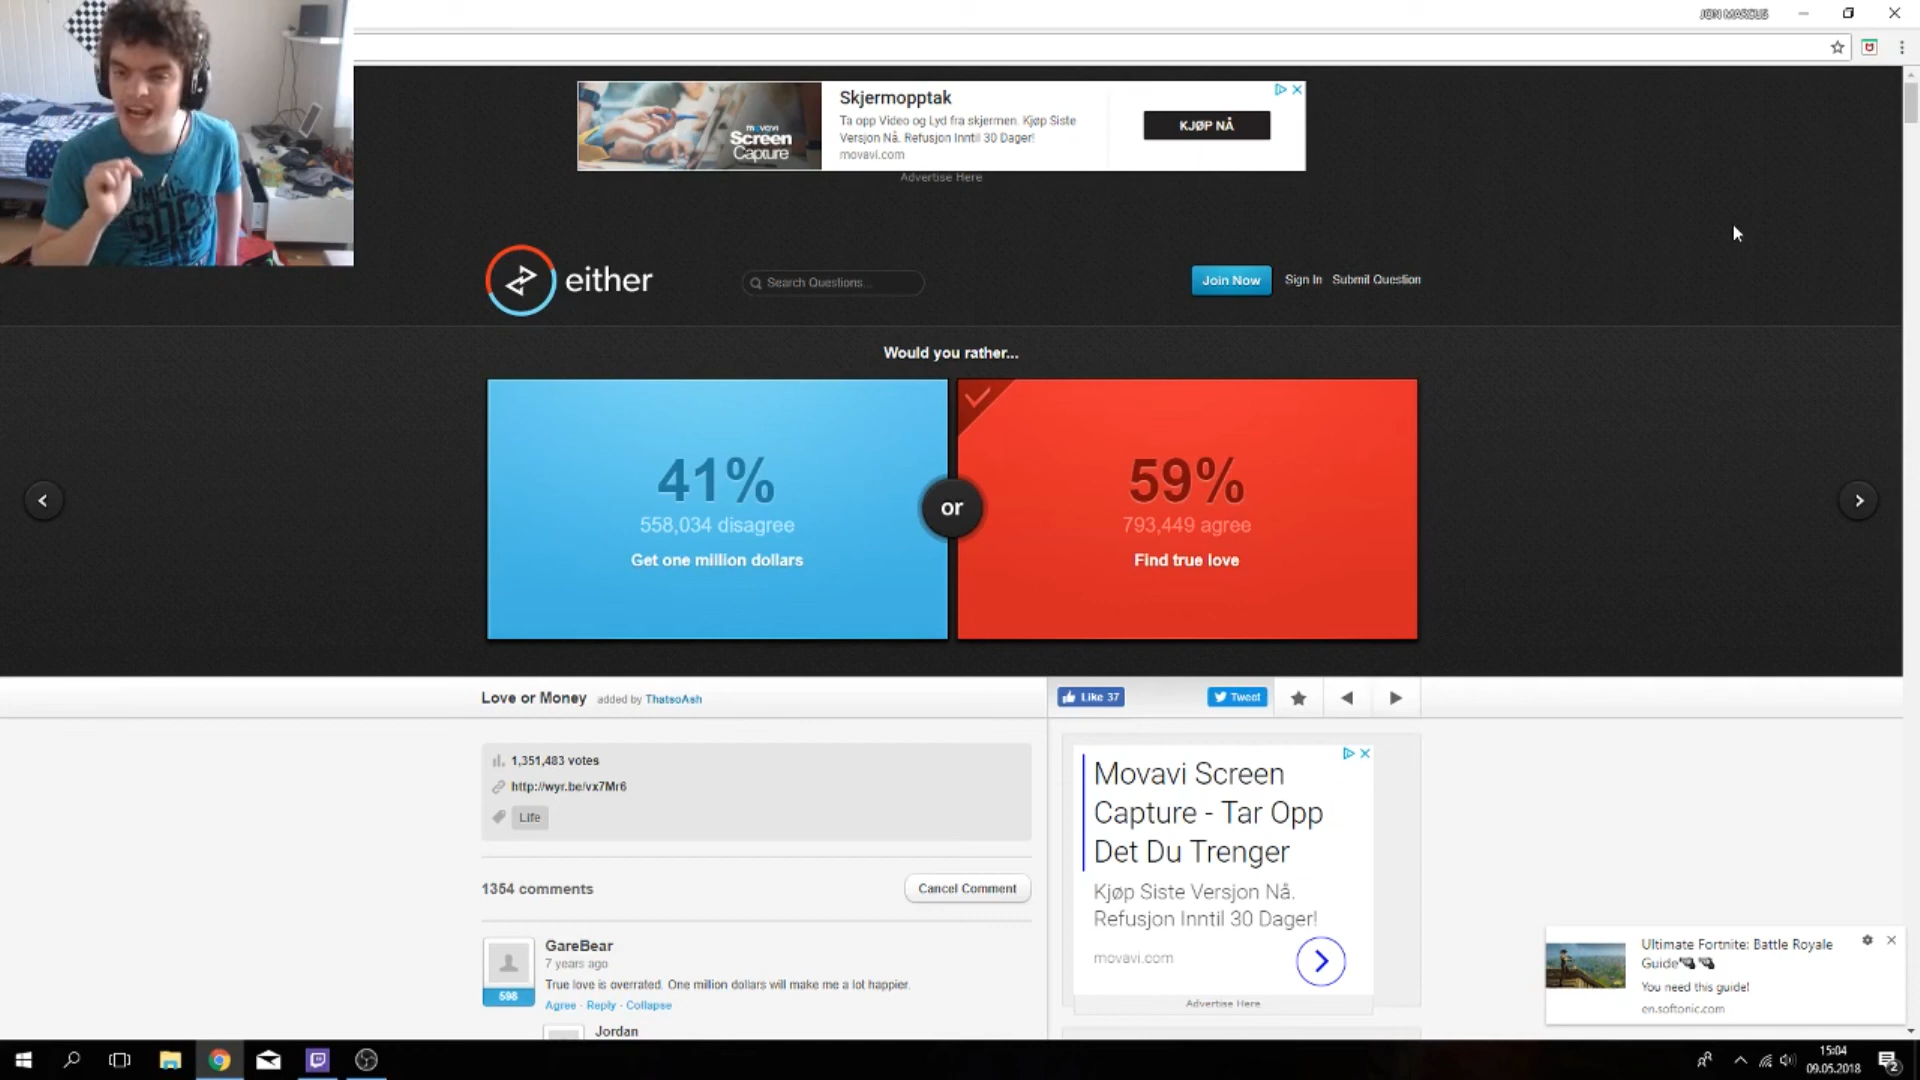 JON MARCUS
Skjermopptak
Ta opp Video og Lyd fra skjermen. Kjøp Siste
Versjon Nå. Refusjon Inntil 30 Dager!
movavi.com
KJØP NÅ
movavi
Screen
Capture
Advertise Here
either
Search Questions...
Join Now
Sign In
Submit Question
Would you rather...
41%
558,034 disagree
Get one million dollars
or
59%
793,449 agree
Find true love
Love or Money added by ThatsoAsh
Like 37
Tweet
1,351,483 votes
http://wyr.be/vx7Mr6
Life
1354 comments
Cancel Comment
GareBear
7 years ago
True love is overrated. One million dollars will make me a lot happier.
598
Agree - Reply - Collapse
Jordan
Movavi Screen
Capture - Tar Opp
Det Du Trenger
Kjøp Siste Versjon Nå.
Refusjon Inntil 30 Dager!
movavi.com
Advertise Here
Ultimate Fortnite: Battle Royale
Guide
You need this guide!
en.softonic.com
15:04
09.05.2018
2